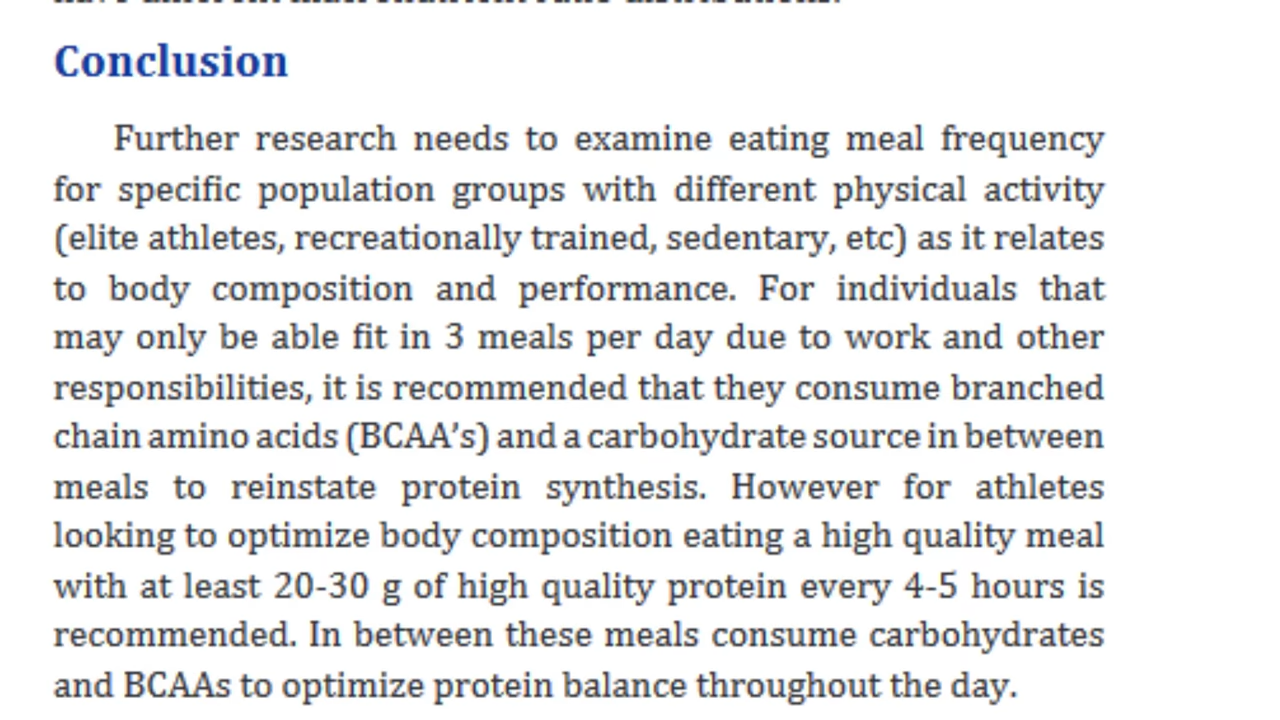 Conclusion
Further research needs to examine eating meal frequency
for specific population groups with different physical activity
(elite athletes, recreationally trained, sedentary, etc) as it relates
to body composition and performance. For individuals that
may only be able fit in 3 meals per day due to work and other
responsibilities, it is recommended that they consume branched
chain amino acids (BCAA’s) and a carbohydrate source in between
meals to reinstate protein synthesis. However for athletes
looking to optimize body composition eating a high quality meal
with at least 20-30 g of high quality protein every 4-5 hours is
recommended. In between these meals consume carbohydrates
and BCAAs to optimize protein balance throughout the day.